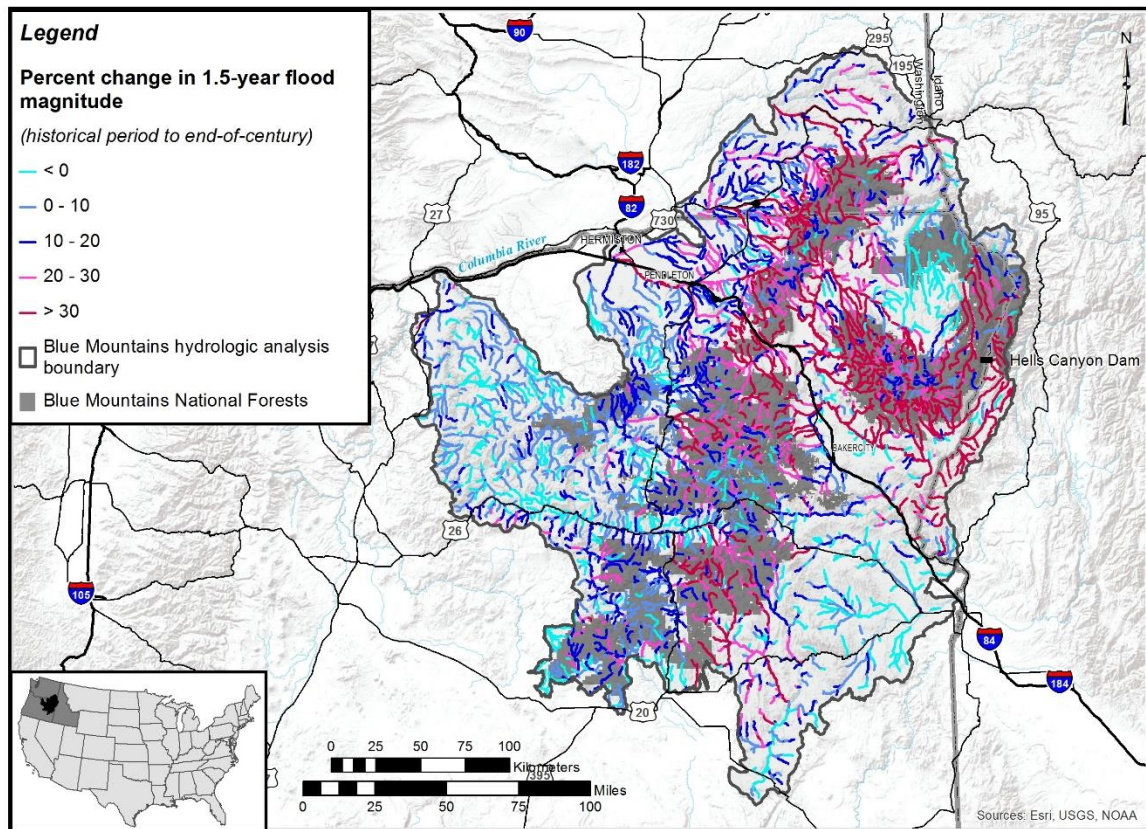 Legend
Percent change in 1.5-year flood
magnitude
(historical period to end-of-century)
< 0
0 - 10
10 - 20
20 - 30
> 30
Blue Mountains hydrologic analysis
boundary
Blue Mountains National Forests
90
295
195
N
Washington
Idaho
182
82
27
730
95
HERMISTON
Columbia River
PENDLETON
Hells Canyon Dam
BAKERCITY
26
105
84
184
20
0 25 50 75 100
Kilometers
395
Miles
0 25 50 75 100
Sources: Esri, USGS, NOAA